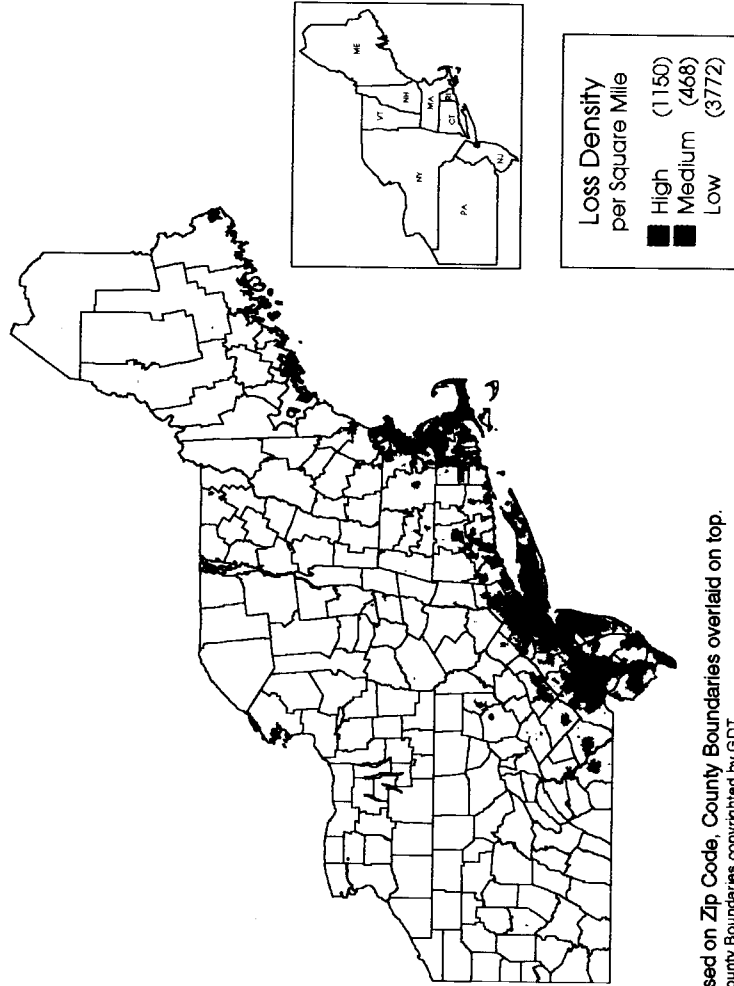 ME
VT
NH
MA
RI
CT
NY
NJ
PA
Loss Density
per Square Mile
High (1150)
Medium (468)
Low (3772)
sed on Zip Code, County Boundaries overlaid on top.
ounty Boundaries copyrighted by GDT